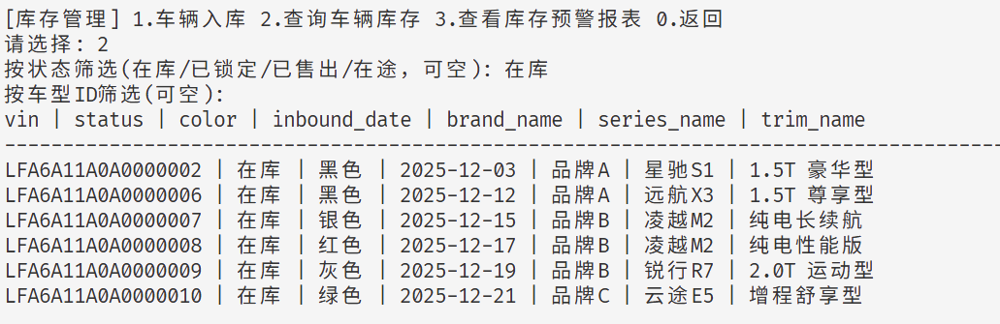 [库存管理] 1.车辆入库 2.查询车辆库存 3.查看库存预警报表 0.返回
请选择: 2
按状态筛选(在库/已锁定/已售出/在途，可空): 在库
按车型ID筛选(可空):
vin | status | color | inbound_date | brand_name | series_name | trim_name
--------------------------------------------------------------------------------------
LFA6A11A0A0000002 | 在库 | 黑色 | 2025-12-03 | 品牌A | 星驰S1 | 1.5T 豪华型
LFA6A11A0A0000006 | 在库 | 黑色 | 2025-12-12 | 品牌A | 远航X3 | 1.5T 尊享型
LFA6A11A0A0000007 | 在库 | 银色 | 2025-12-15 | 品牌B | 凌越M2 | 纯电长续航
LFA6A11A0A0000008 | 在库 | 红色 | 2025-12-17 | 品牌B | 凌越M2 | 纯电性能版
LFA6A11A0A0000009 | 在库 | 灰色 | 2025-12-19 | 品牌B | 锐行R7 | 2.0T 运动型
LFA6A11A0A0000010 | 在库 | 绿色 | 2025-12-21 | 品牌C | 云途E5 | 增程舒享型